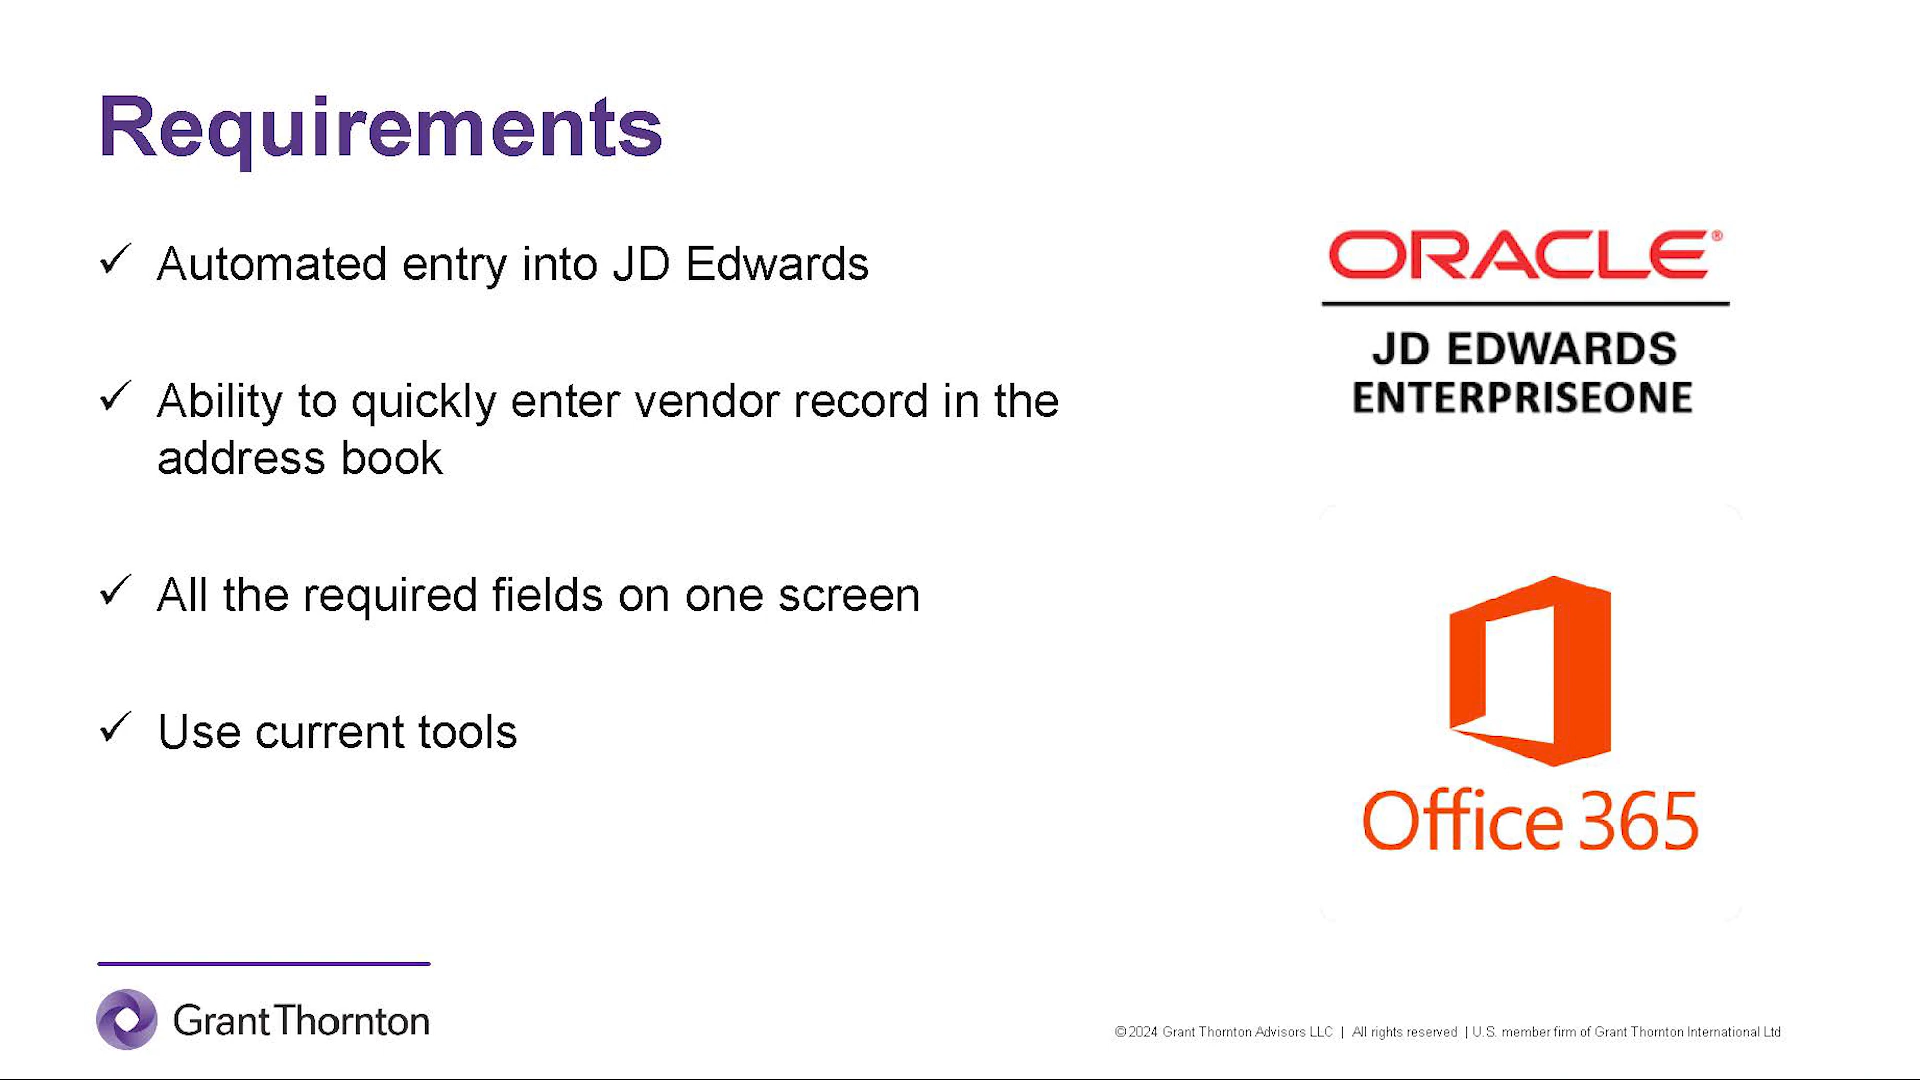 Requirements
✓ Automated entry into JD Edwards
✓ Ability to quickly enter vendor record in the
address book
✓ All the required fields on one screen
✓ Use current tools
ORACLE®
JD EDWARDS
ENTERPRISEONE
Office 365
Grant Thornton
©2024 Grant Thornton Advisors LLC | All rights reserved | U.S. member firm of Grant Thornton International Ltd